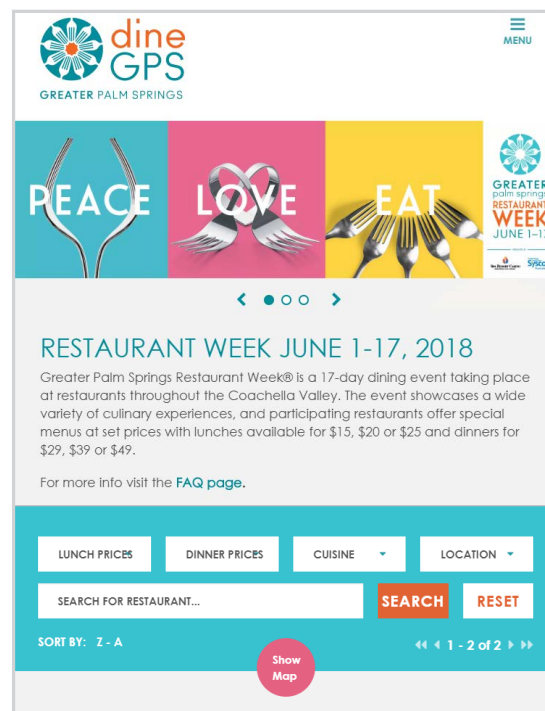 dine
GPS
GREATER PALM SPRINGS
MENU
PEACE
LOVE
EAT
GREATER
palm springs
RESTAURANT
WEEK
JUNE 1-17
RESTAURANT WEEK JUNE 1-17, 2018
Greater Palm Springs Restaurant Week® is a 17-day dining event taking place
at restaurants throughout the Coachella Valley. The event showcases a wide
variety of culinary experiences, and participating restaurants offer special
menus at set prices with lunches available for $15, $20 or $25 and dinners for
$29, $39 or $49.
For more info visit the FAQ page.
LUNCH PRICES
DINNER PRICES
CUISINE
LOCATION
SEARCH FOR RESTAURANT...
SEARCH
RESET
SORT BY: Z - A
1 - 2 of 2
Show
Map